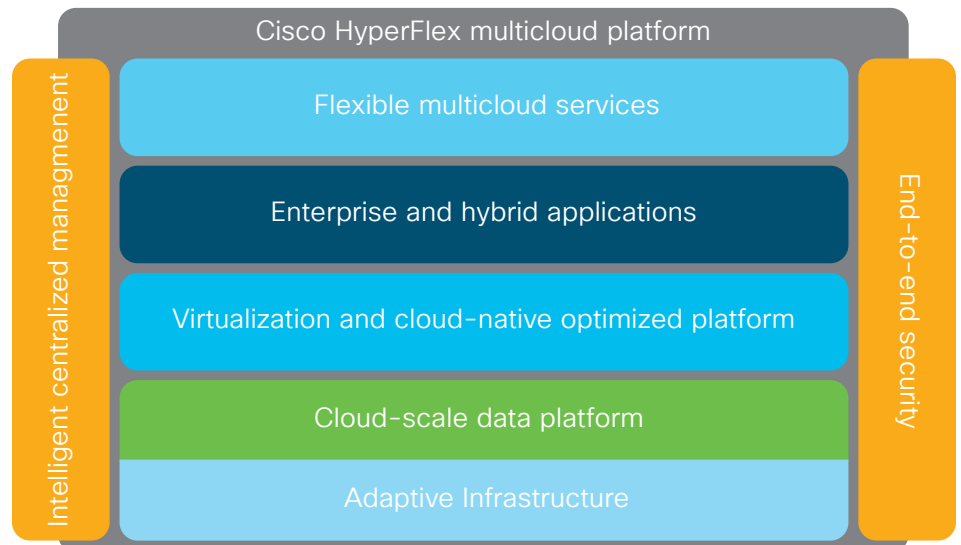 Cisco HyperFlex multicloud platform
Intelligent centralized managmenent
Flexible multicloud services
Enterprise and hybrid applications
Virtualization and cloud-native optimized platform
Cloud-scale data platform
Adaptive Infrastructure
End-to-end security